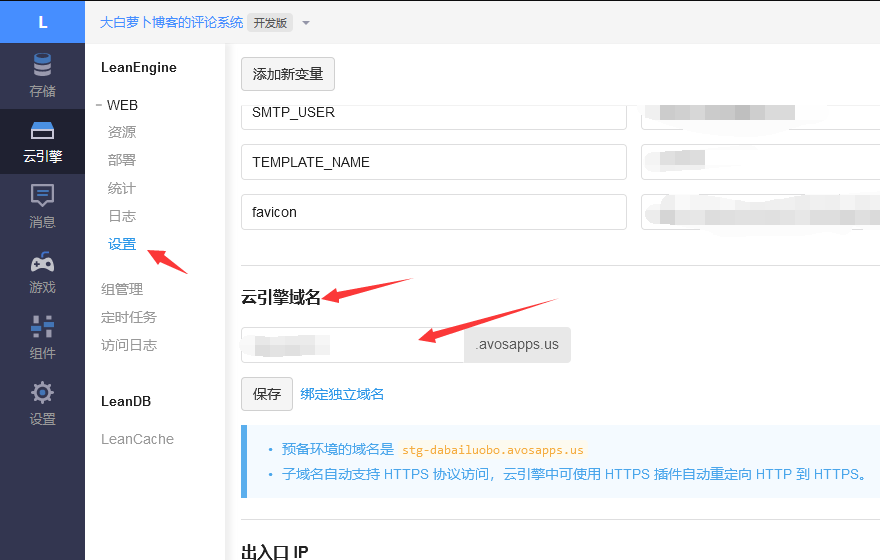 L
大白萝卜博客的评论系统 开发版
存储
云引擎
消息
游戏
组件
设置
LeanEngine
WEB
资源
部署
统计
日志
设置
组管理
定时任务
访问日志
LeanDB
LeanCache
添加新变量
SMTP_USER
TEMPLATE_NAME
favicon
云引擎域名
.avosapps.us
保存 绑定独立域名
• 预备环境的域名是 stg-dabailuobo.avosapps.us
• 子域名自动支持 HTTPS 协议访问，云引擎中可使用 HTTPS 插件自动重定向 HTTP 到 HTTPS。
出入口 IP